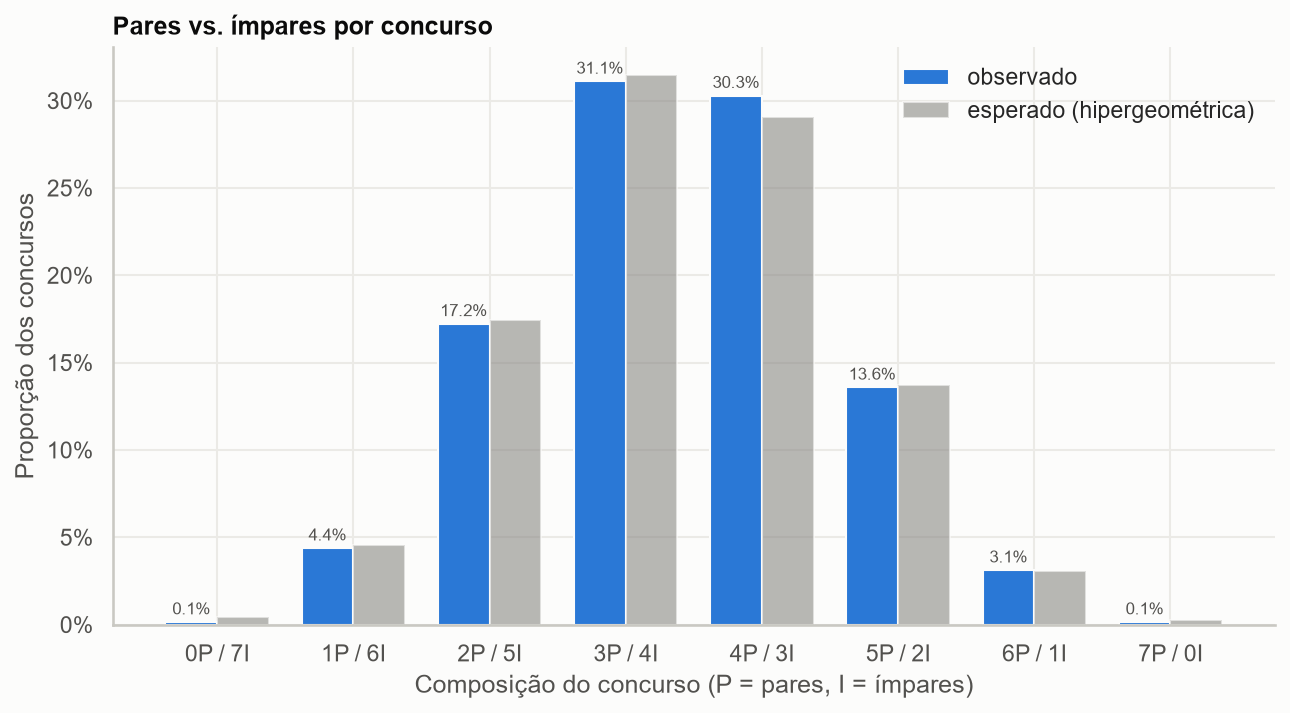 Pares vs. ímpares por concurso
observado
esperado (hipergeométrica)
Proporção dos concursos
30%
25%
20%
15%
10%
5%
0%
0.1%
4.4%
17.2%
31.1%
30.3%
13.6%
3.1%
0.1%
0P / 7I
1P / 6I
2P / 5I
3P / 4I
4P / 3I
5P / 2I
6P / 1I
7P / 0I
Composição do concurso (P = pares, I = ímpares)